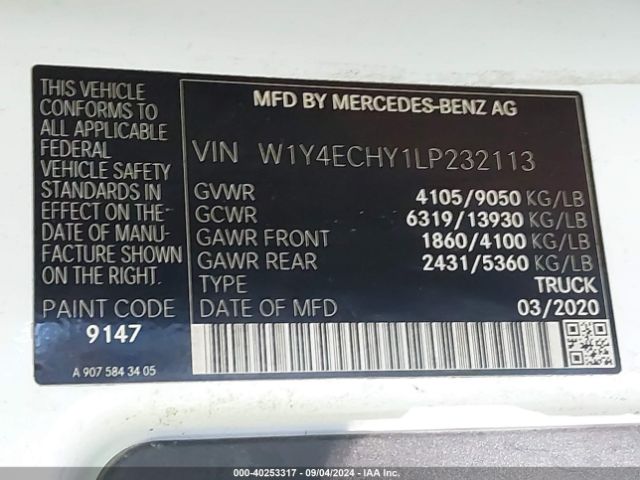 THIS VEHICLE
CONFORMS TO
ALL APPLICABLE
FEDERAL
VEHICLE SAFETY
STANDARDS IN
EFFECT ON THE
DATE OF MANU-
FACTURE SHOWN
ON THE RIGHT.
PAINT CODE
9147
A 907 584 34 05
MFD BY MERCEDES-BENZ AG
VIN W1Y4ECHY1LP232113
GVWR 4105/9050 KG/LB
GCWR 6319/13930 KG/LB
GAWR FRONT 1860/4100 KG/LB
GAWR REAR 2431/5360 KG/LB
TYPE TRUCK
DATE OF MFD 03/2020
000-40253317 - 09/04/2024 - IAA Inc.